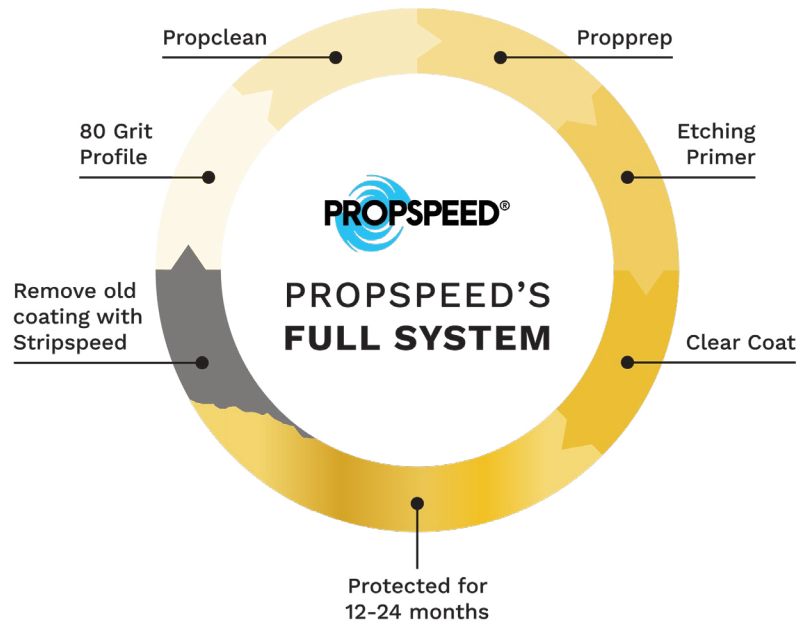 Propclean
Propprep
80 Grit
Profile
Etching
Primer
PROPSPEED®
PROPSPEED'S
FULL SYSTEM
Remove old
coating with
Stripspeed
Clear Coat
Protected for
12-24 months